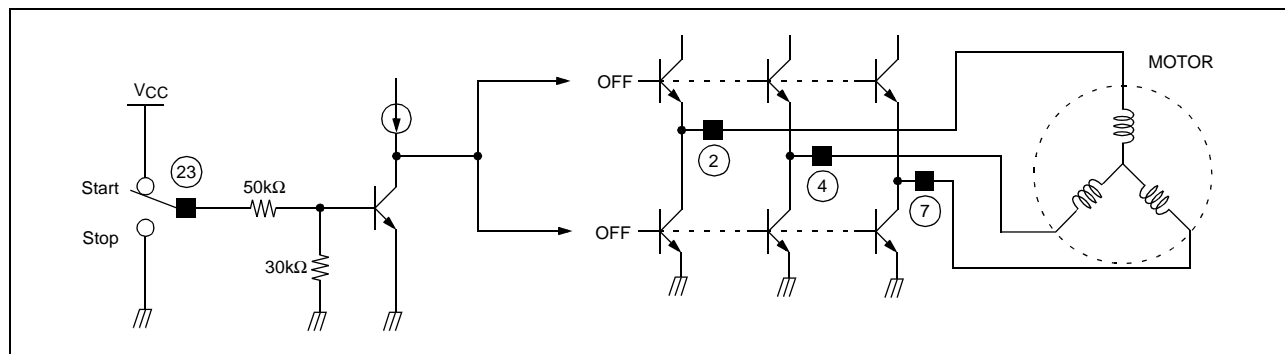 VCC
Start
Stop
23
50kΩ
30kΩ
OFF
OFF
2
4
7
MOTOR